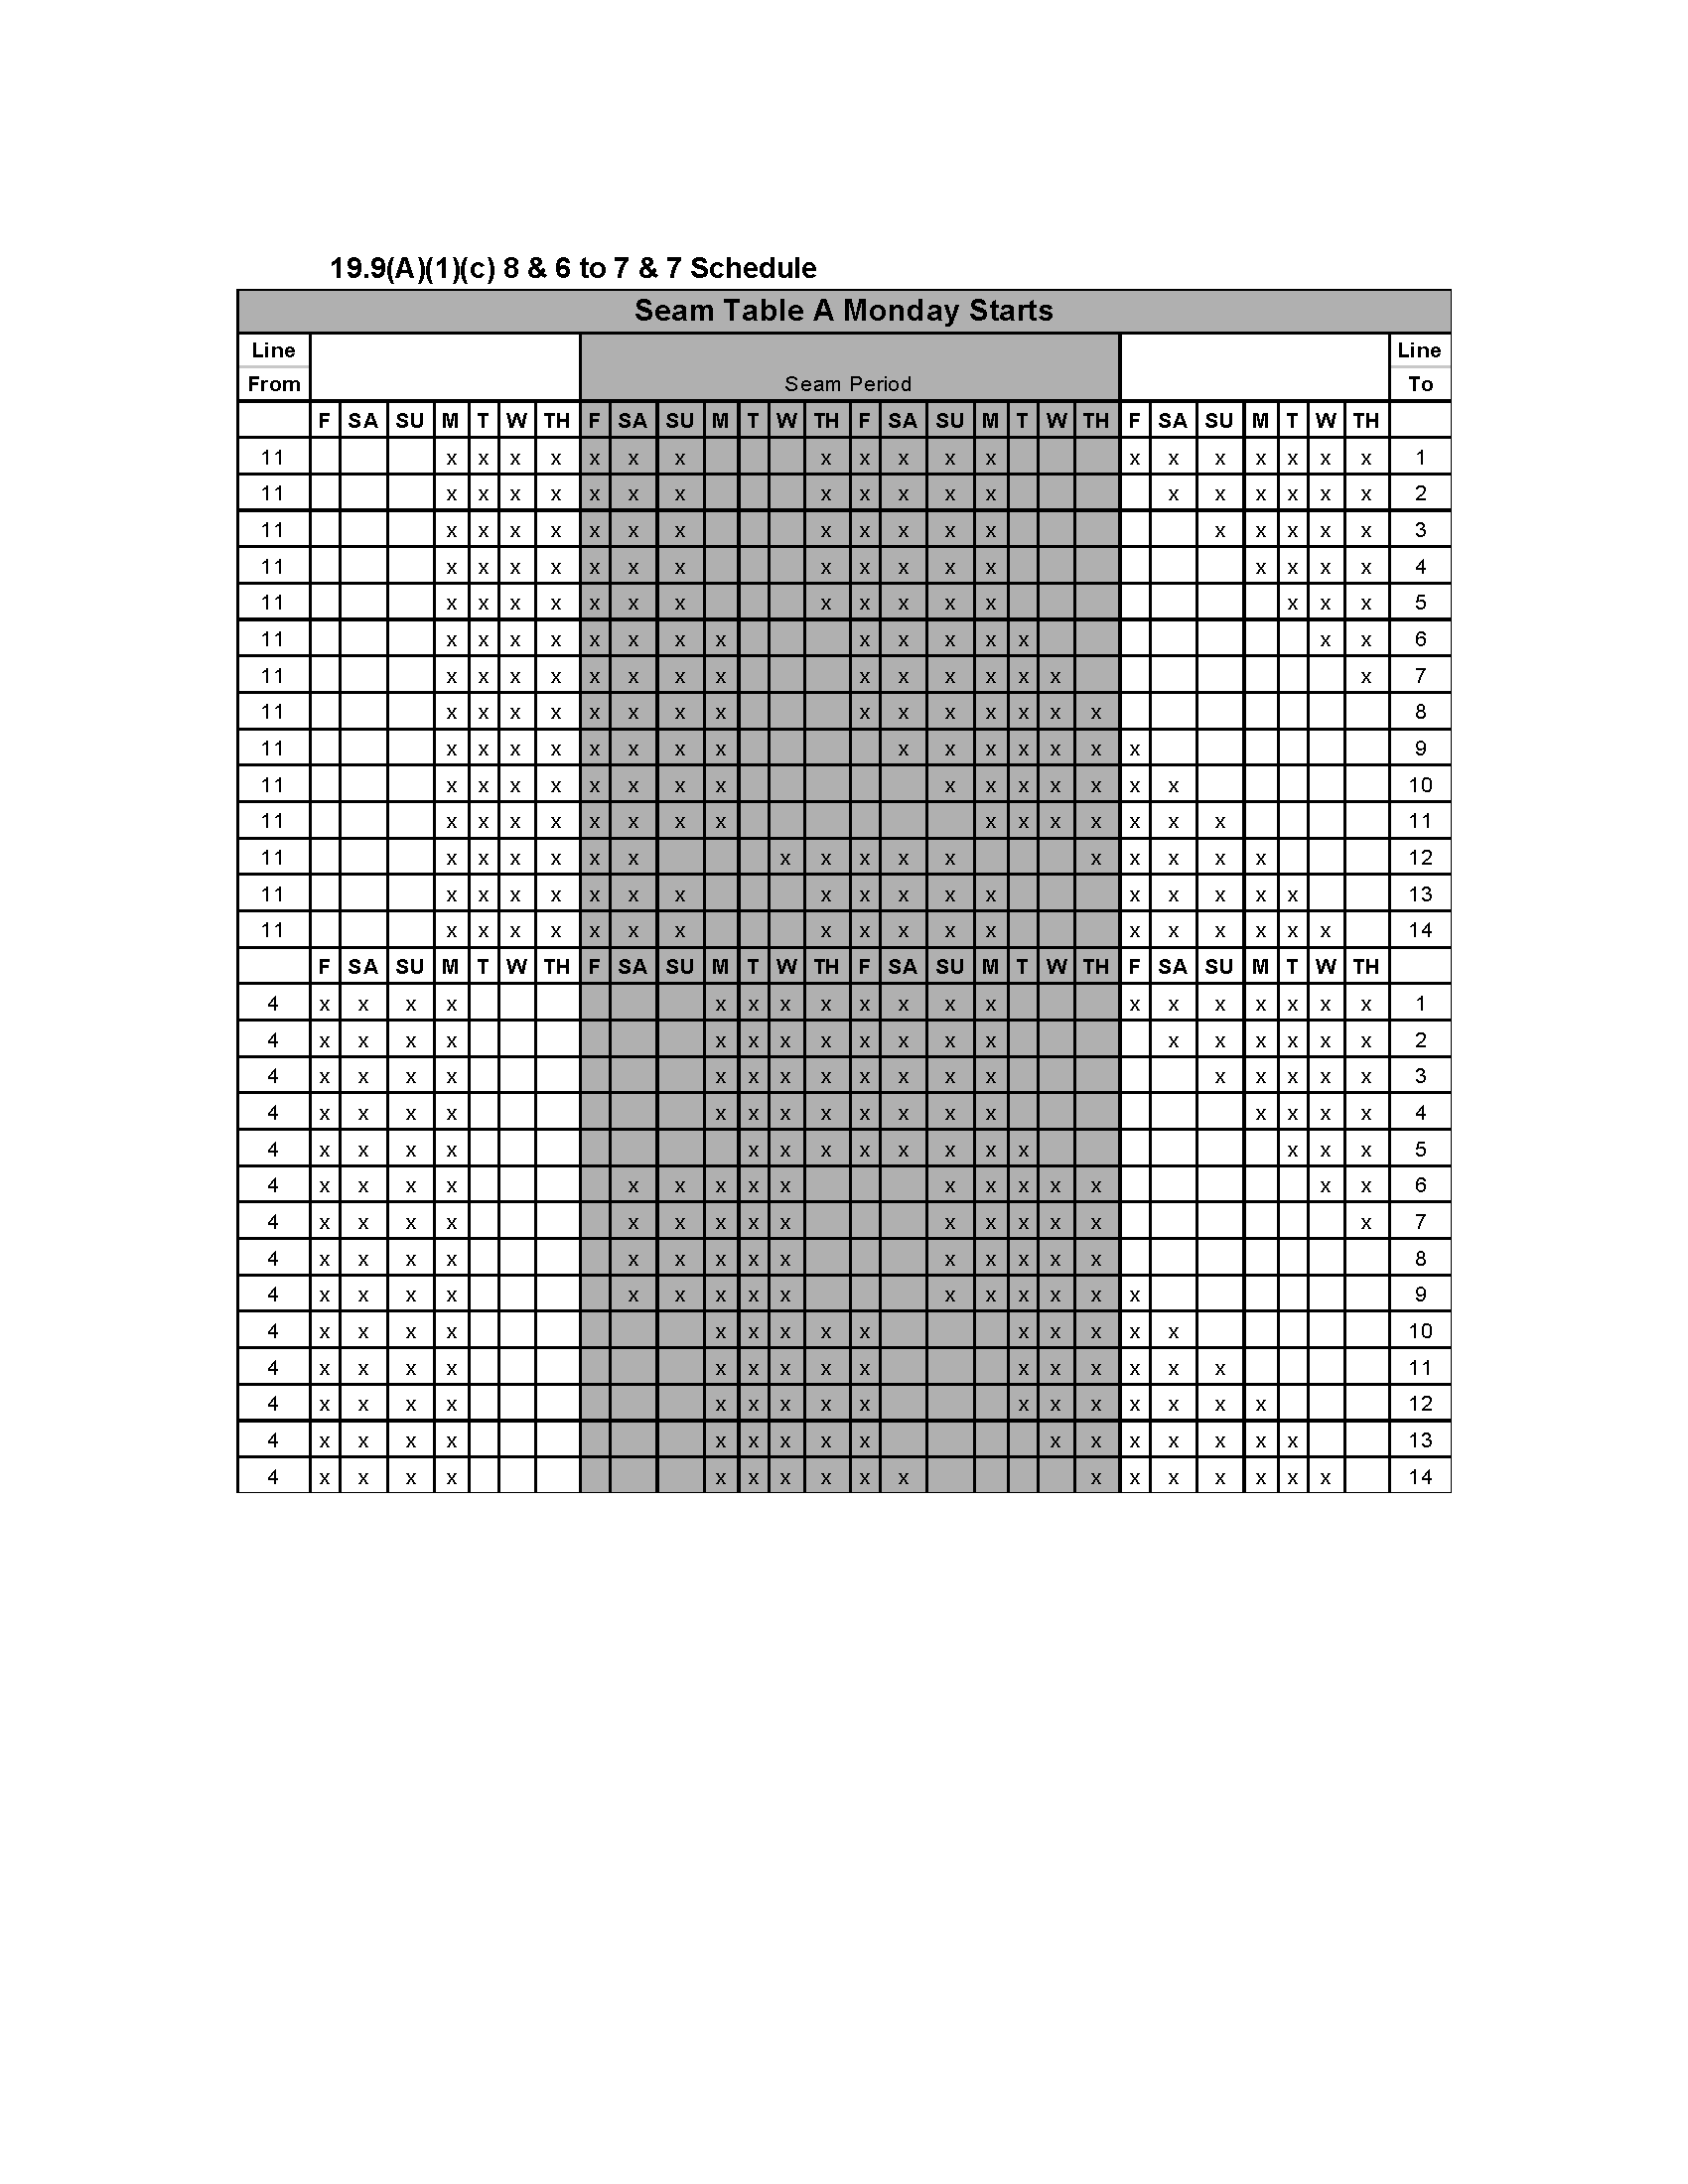 19.9(A)(1)(c) 8 & 6 to 7 & 7 Schedule
Seam Table A Monday Starts
Line Line
From Seam Period To
F SA SU M T W TH F SA SU M T W TH F SA SU M T W TH F SA SU M T W TH
11 x x x x x x x x x x x x x x x x x x x 1
11 x x x x x x x x x x x x x x x x x x 2
11 x x x x x x x x x x x x x x x x x 3
11 x x x x x x x x x x x x x x x x 4
11 x x x x x x x x x x x x x x x 5
11 x x x x x x x x x x x x x x x 6
11 x x x x x x x x x x x x x x x 7
11 x x x x x x x x x x x x x x x 8
11 x x x x x x x x x x x x x x x 9
11 x x x x x x x x x x x x x x x 10
11 x x x x x x x x x x x x x x x 11
11 x x x x x x x x x x x x x x x x 12
11 x x x x x x x x x x x x x x x x x 13
11 x x x x x x x x x x x x x x x x x x 14
F SA SU M T W TH F SA SU M T W TH F SA SU M T W TH F SA SU M T W TH
4 x x x x x x x x x x x x x x x x x x x 1
4 x x x x x x x x x x x x x x x x x x 2
4 x x x x x x x x x x x x x x x x x 3
4 x x x x x x x x x x x x x x x x 4
4 x x x x x x x x x x x x x x x 5
4 x x x x x x x x x x x x x x x x 6
4 x x x x x x x x x x x x x x x 7
4 x x x x x x x x x x x x x x 8
4 x x x x x x x x x x x x x x x 9
4 x x x x x x x x x x x x x x 10
4 x x x x x x x x x x x x x x x 11
4 x x x x x x x x x x x x x x x x 12
4 x x x x x x x x x x x x x x x x 13
4 x x x x x x x x x x x x x x x x x 14